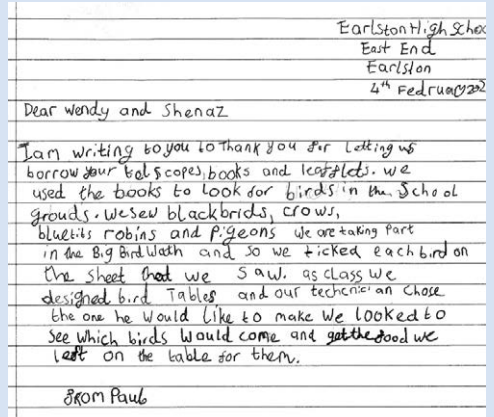 Earlston High Schoo
East End
Earlston
4th Fedruary 202
Dear Wendy and Shenaz
Iam writing to you to Thank you for Letting us
borrow your telscopes, books and leafflets. we
used the books to Look for birds in the School
grouds. we sew blackbrids, crows,
bluetits robins and Pigeons we are taking Part
in the Big Bird Wath and so we ticked each bird on
the sheet that we saw. as class we
designed bird Tables and our techcnician chose
the one he would Like to make We looked to
see which birds would come and get the food we
left on the table for them.
from Paul